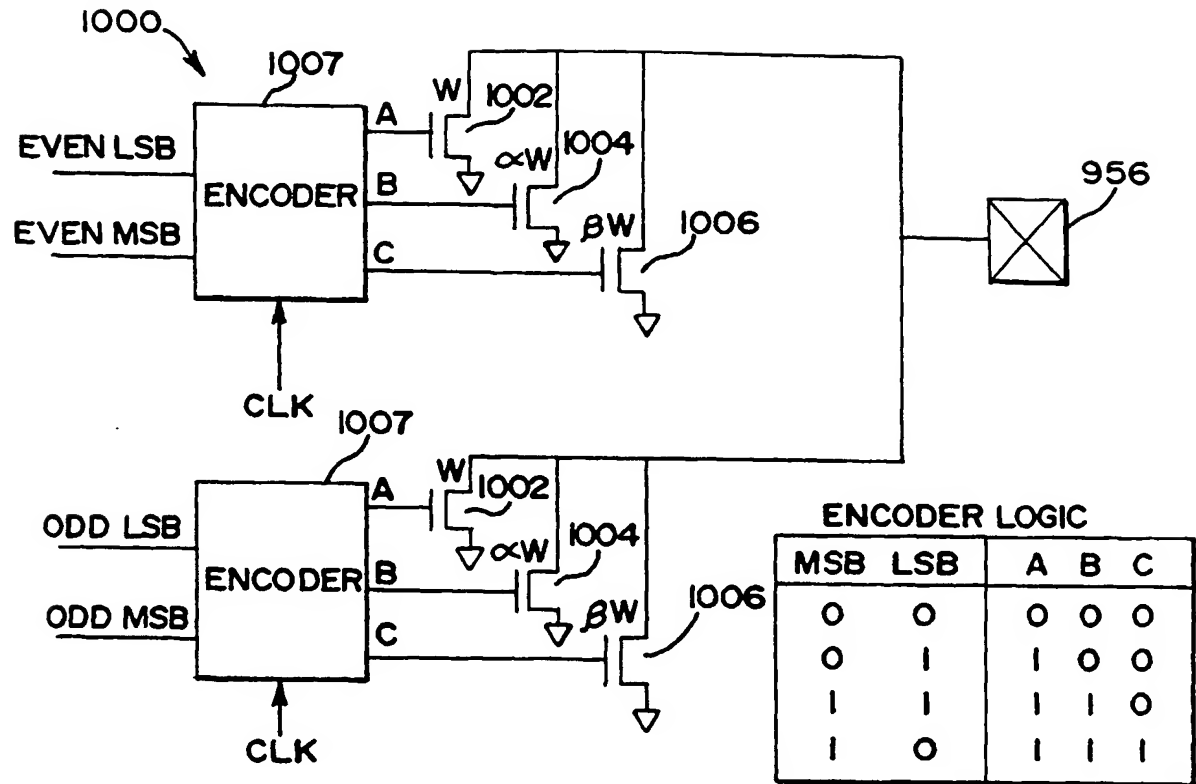 1000
1007
EVEN LSB
EVEN MSB
ENCODER
A
B
C
W
1002
αW
1004
βW
1006
956
CLK
1007
ODD LSB
ODD MSB
ENCODER
A
B
C
W
1002
αW
1004
βW
1006
CLK
ENCODER LOGIC
MSB LSB A B C
0 0 0 0 0
0 1 1 0 0
1 1 1 1 0
1 0 1 1 1